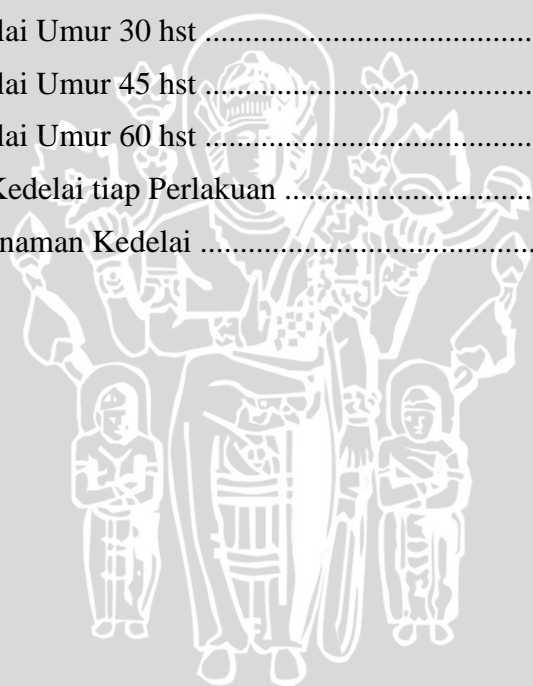 lai Umur 30 hst ........................................
lai Umur 45 hst ........................................
lai Umur 60 hst ........................................
Kedelai tiap Perlakuan ..............................
naman Kedelai ........................................